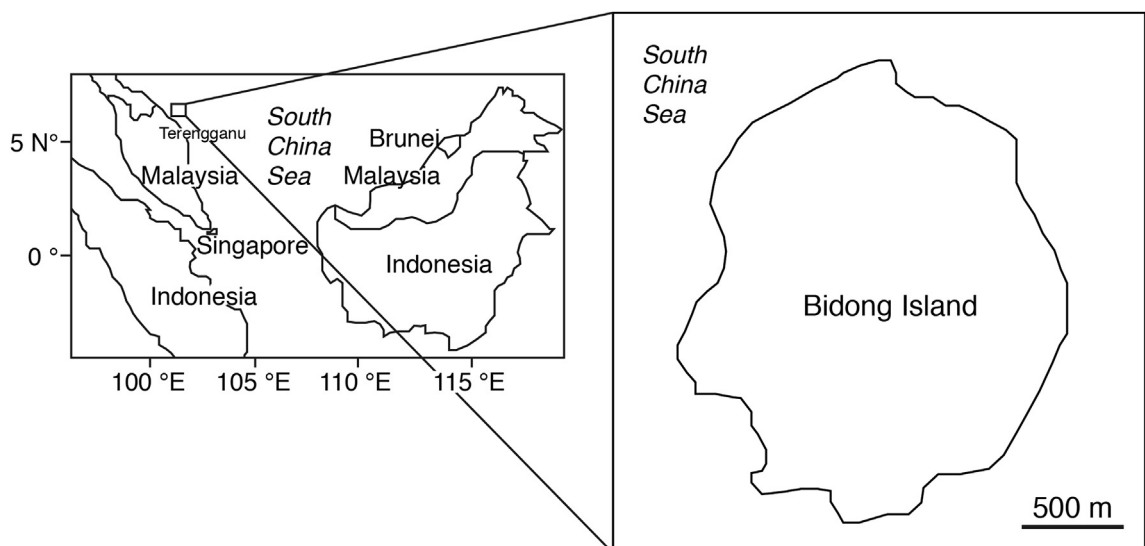 South
China
Sea
5 N°
Terengganu
Brunei
Malaysia
Malaysia
Singapore
0 °
Indonesia
Indonesia
100 °E
105 °E
110 °E
115 °E
South
China
Sea
Bidong Island
500 m